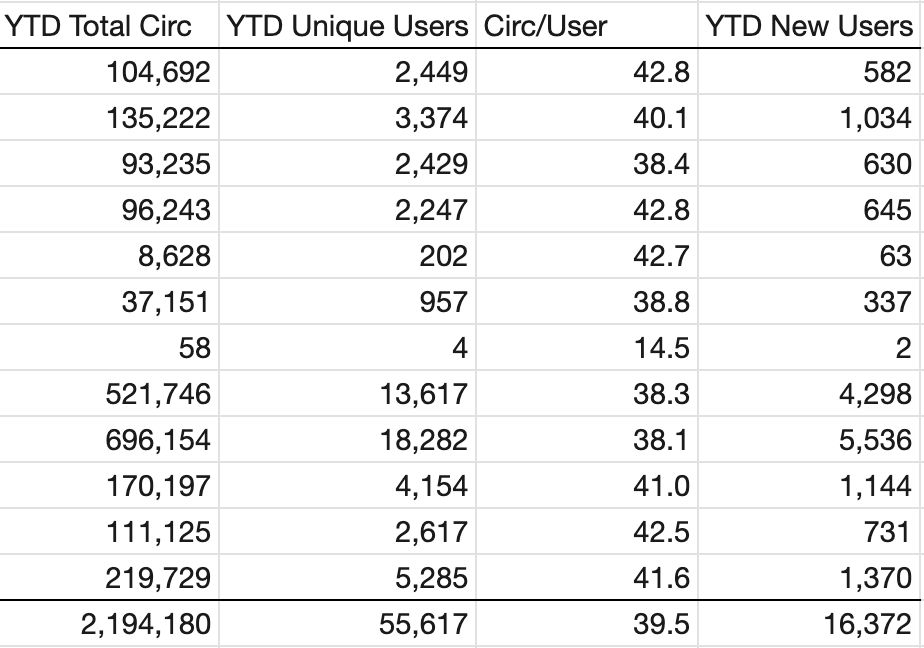 YTD Total Circ YTD Unique Users Circ/User YTD New Users
104,692 2,449 42.8 582
135,222 3,374 40.1 1,034
93,235 2,429 38.4 630
96,243 2,247 42.8 645
8,628 202 42.7 63
37,151 957 38.8 337
58 4 14.5 2
521,746 13,617 38.3 4,298
696,154 18,282 38.1 5,536
170,197 4,154 41.0 1,144
111,125 2,617 42.5 731
219,729 5,285 41.6 1,370
2,194,180 55,617 39.5 16,372